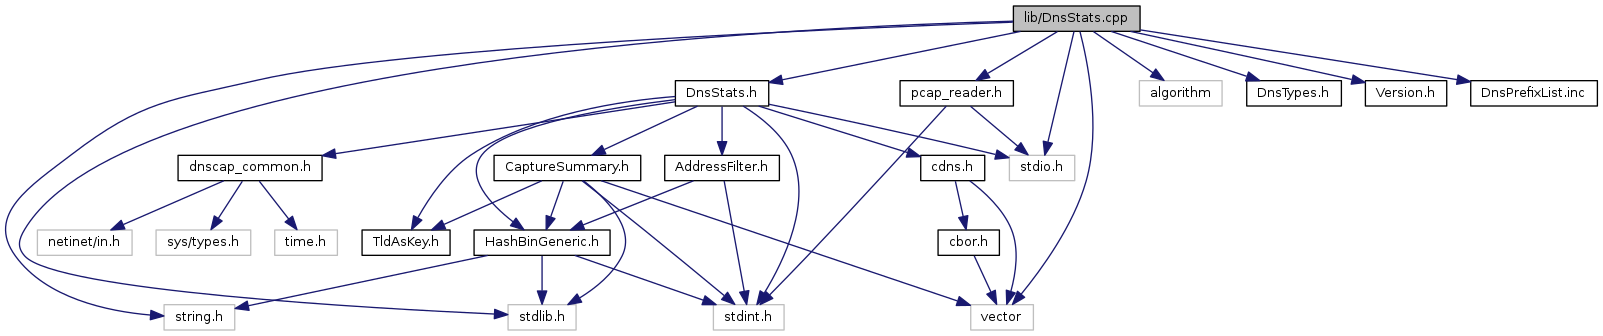 lib/DnsStats.cpp
DnsStats.h
pcap_reader.h
algorithm
DnsTypes.h
Version.h
DnsPrefixList.inc
dnscap_common.h
CaptureSummary.h
AddressFilter.h
cdns.h
stdio.h
netinet/in.h
sys/types.h
time.h
TldAsKey.h
HashBinGeneric.h
cbor.h
string.h
stdlib.h
stdint.h
vector